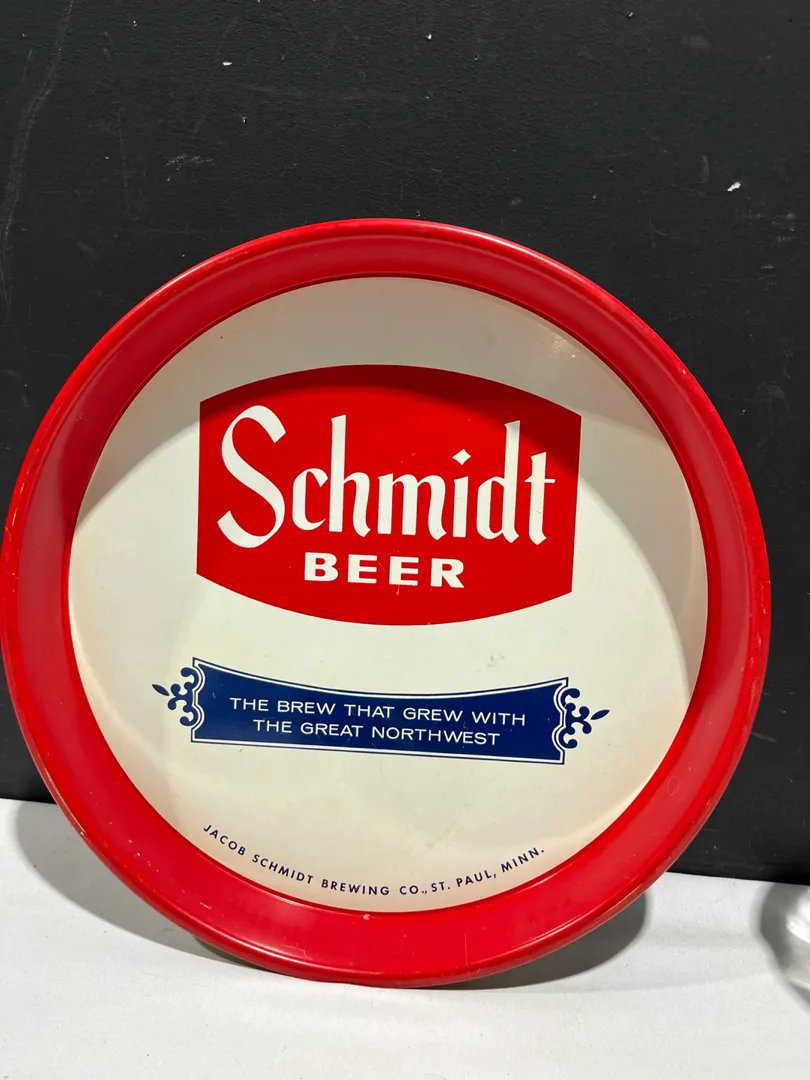 Schmidt
BEER
THE BREW THAT GREW WITH
THE GREAT NORTHWEST
JACOB SCHMIDT BREWING CO., ST. PAUL, MINN.